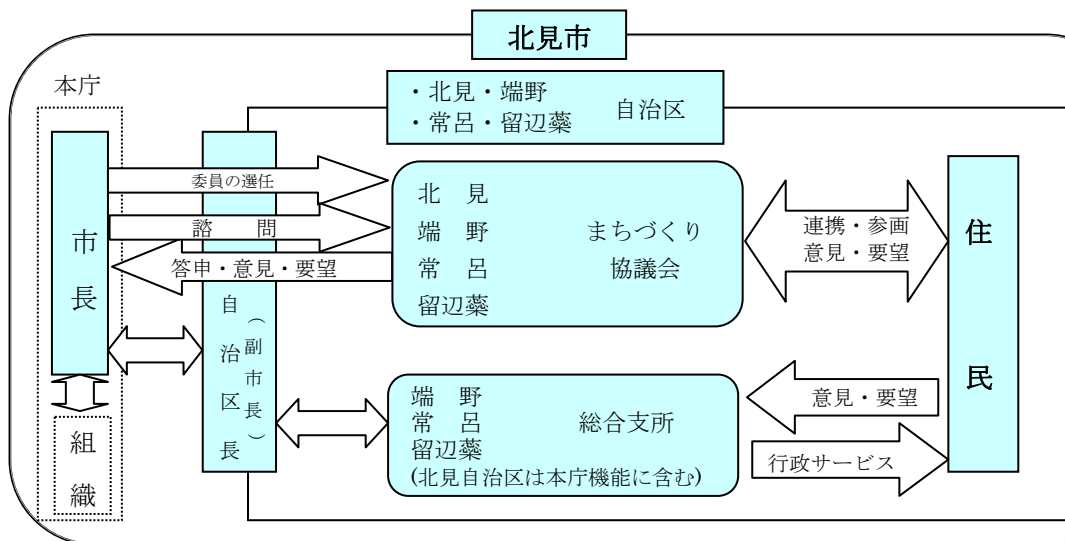 北見市
本庁
・北見・端野
・常呂・留辺蘂
自治区
市長
組織
自治区長
（副市長）
委員の選任
諮　問
答申・意見・要望
北　見
端　野
常　呂
留辺蘂
まちづくり
協議会
連携・参画
意見・要望
住民
端　野
常　呂
留辺蘂
(北見自治区は本庁機能に含む)
総合支所
意見・要望
行政サービス